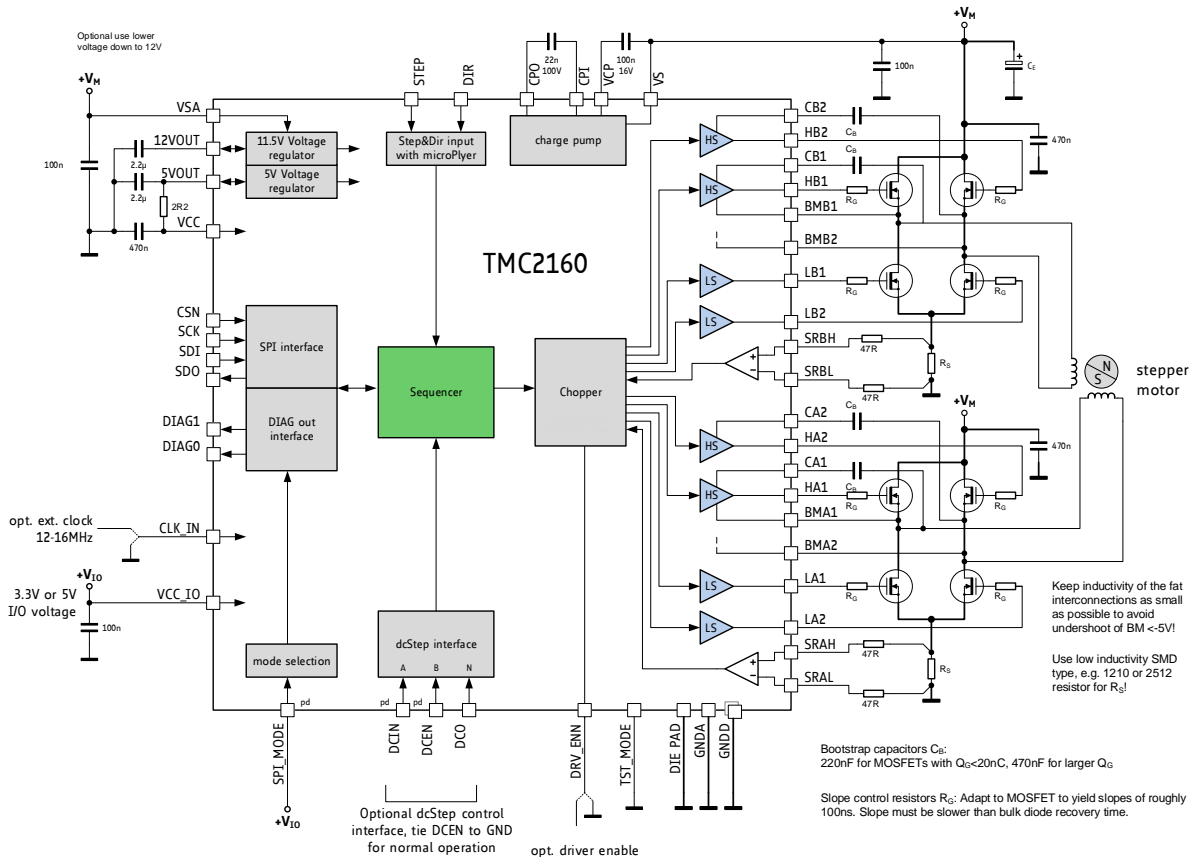 Optional use lower
voltage down to 12V
+VM
VSA
12VOUT
5VOUT
VCC
100n
2.2µ
2.2µ
2R2
470n
11.5V Voltage
regulator
5V Voltage
regulator
STEP
DIR
Step&Dir input
with microPlyer
22n
100V
100n
16V
CPO
CPI
VCP
VS
charge pump
+VM
100n
CE
+
TMC2160
CSN
SCK
SDI
SDO
SPI interface
DIAG1
DIAG0
DIAG out
interface
Sequencer
Chopper
HS
HS
LS
LS
+
−
CB2
HB2
CB1
HB1
BMB1
BMB2
LB1
LB2
SRBH
SRBL
CB
CB
RG
RG
RG
RG
47R
47R
RS
470n
N
S
stepper
motor
+VM
HS
HS
LS
LS
+
−
CA2
HA2
CA1
HA1
BMA1
BMA2
LA1
LA2
SRAH
SRAL
CB
CB
RG
RG
RG
RG
47R
47R
RS
470n
opt. ext. clock
12-16MHz
CLK_IN
+VIO
3.3V or 5V
I/O voltage
VCC_IO
100n
mode selection
dcStep interface
A
B
N
pd
pd
pd
SPI_MODE
+VIO
DCIN
DCEN
DCO
Optional dcStep control
interface, tie DCEN to GND
for normal operation
DRV_ENN
opt. driver enable
TST_MODE
DIE PAD
GNDA
GNDD
Keep inductivity of the fat
interconnections as small
as possible to avoid
undershoot of BM <-5V!
Use low inductivity SMD
type, e.g. 1210 or 2512
resistor for RS!
Bootstrap capacitors CB:
220nF for MOSFETs with QG<20nC, 470nF for larger QG
Slope control resistors RG: Adapt to MOSFET to yield slopes of roughly
100ns. Slope must be slower than bulk diode recovery time.